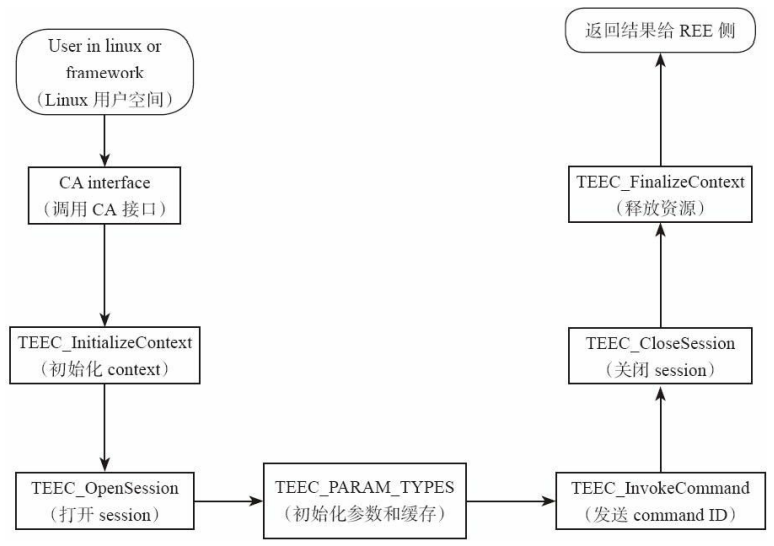 User in linux or
framework
（Linux 用户空间）
CA interface
（调用 CA 接口）
TEEC_InitializeContext
（初始化 context）
TEEC_OpenSession
（打开 session）
TEEC_PARAM_TYPES
（初始化参数和缓存）
TEEC_InvokeCommand
（发送 command ID）
TEEC_CloseSession
（关闭 session）
TEEC_FinalizeContext
（释放资源）
返回结果给 REE 侧